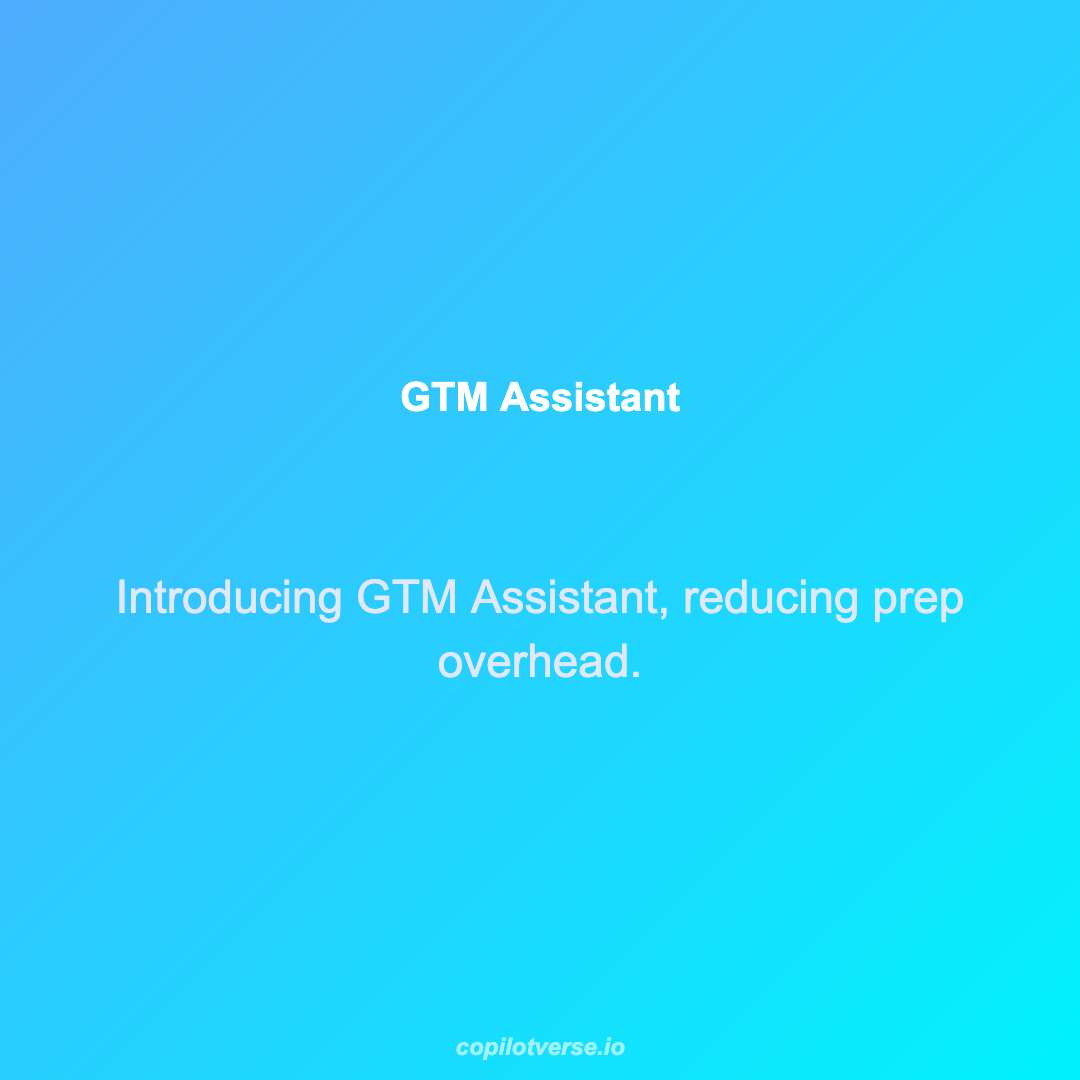 GTM Assistant
Introducing GTM Assistant, reducing prep
overhead.
copilotverse.io